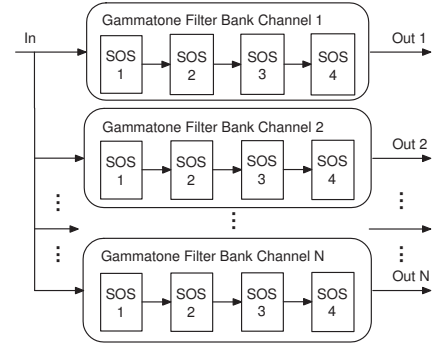 Gammatone Filter Bank Channel 1
In
Out 1
SOS
1
SOS
2
SOS
3
SOS
4
Gammatone Filter Bank Channel 2
Out 2
SOS
1
SOS
2
SOS
3
SOS
4
Gammatone Filter Bank Channel N
Out N
SOS
1
SOS
2
SOS
3
SOS
4